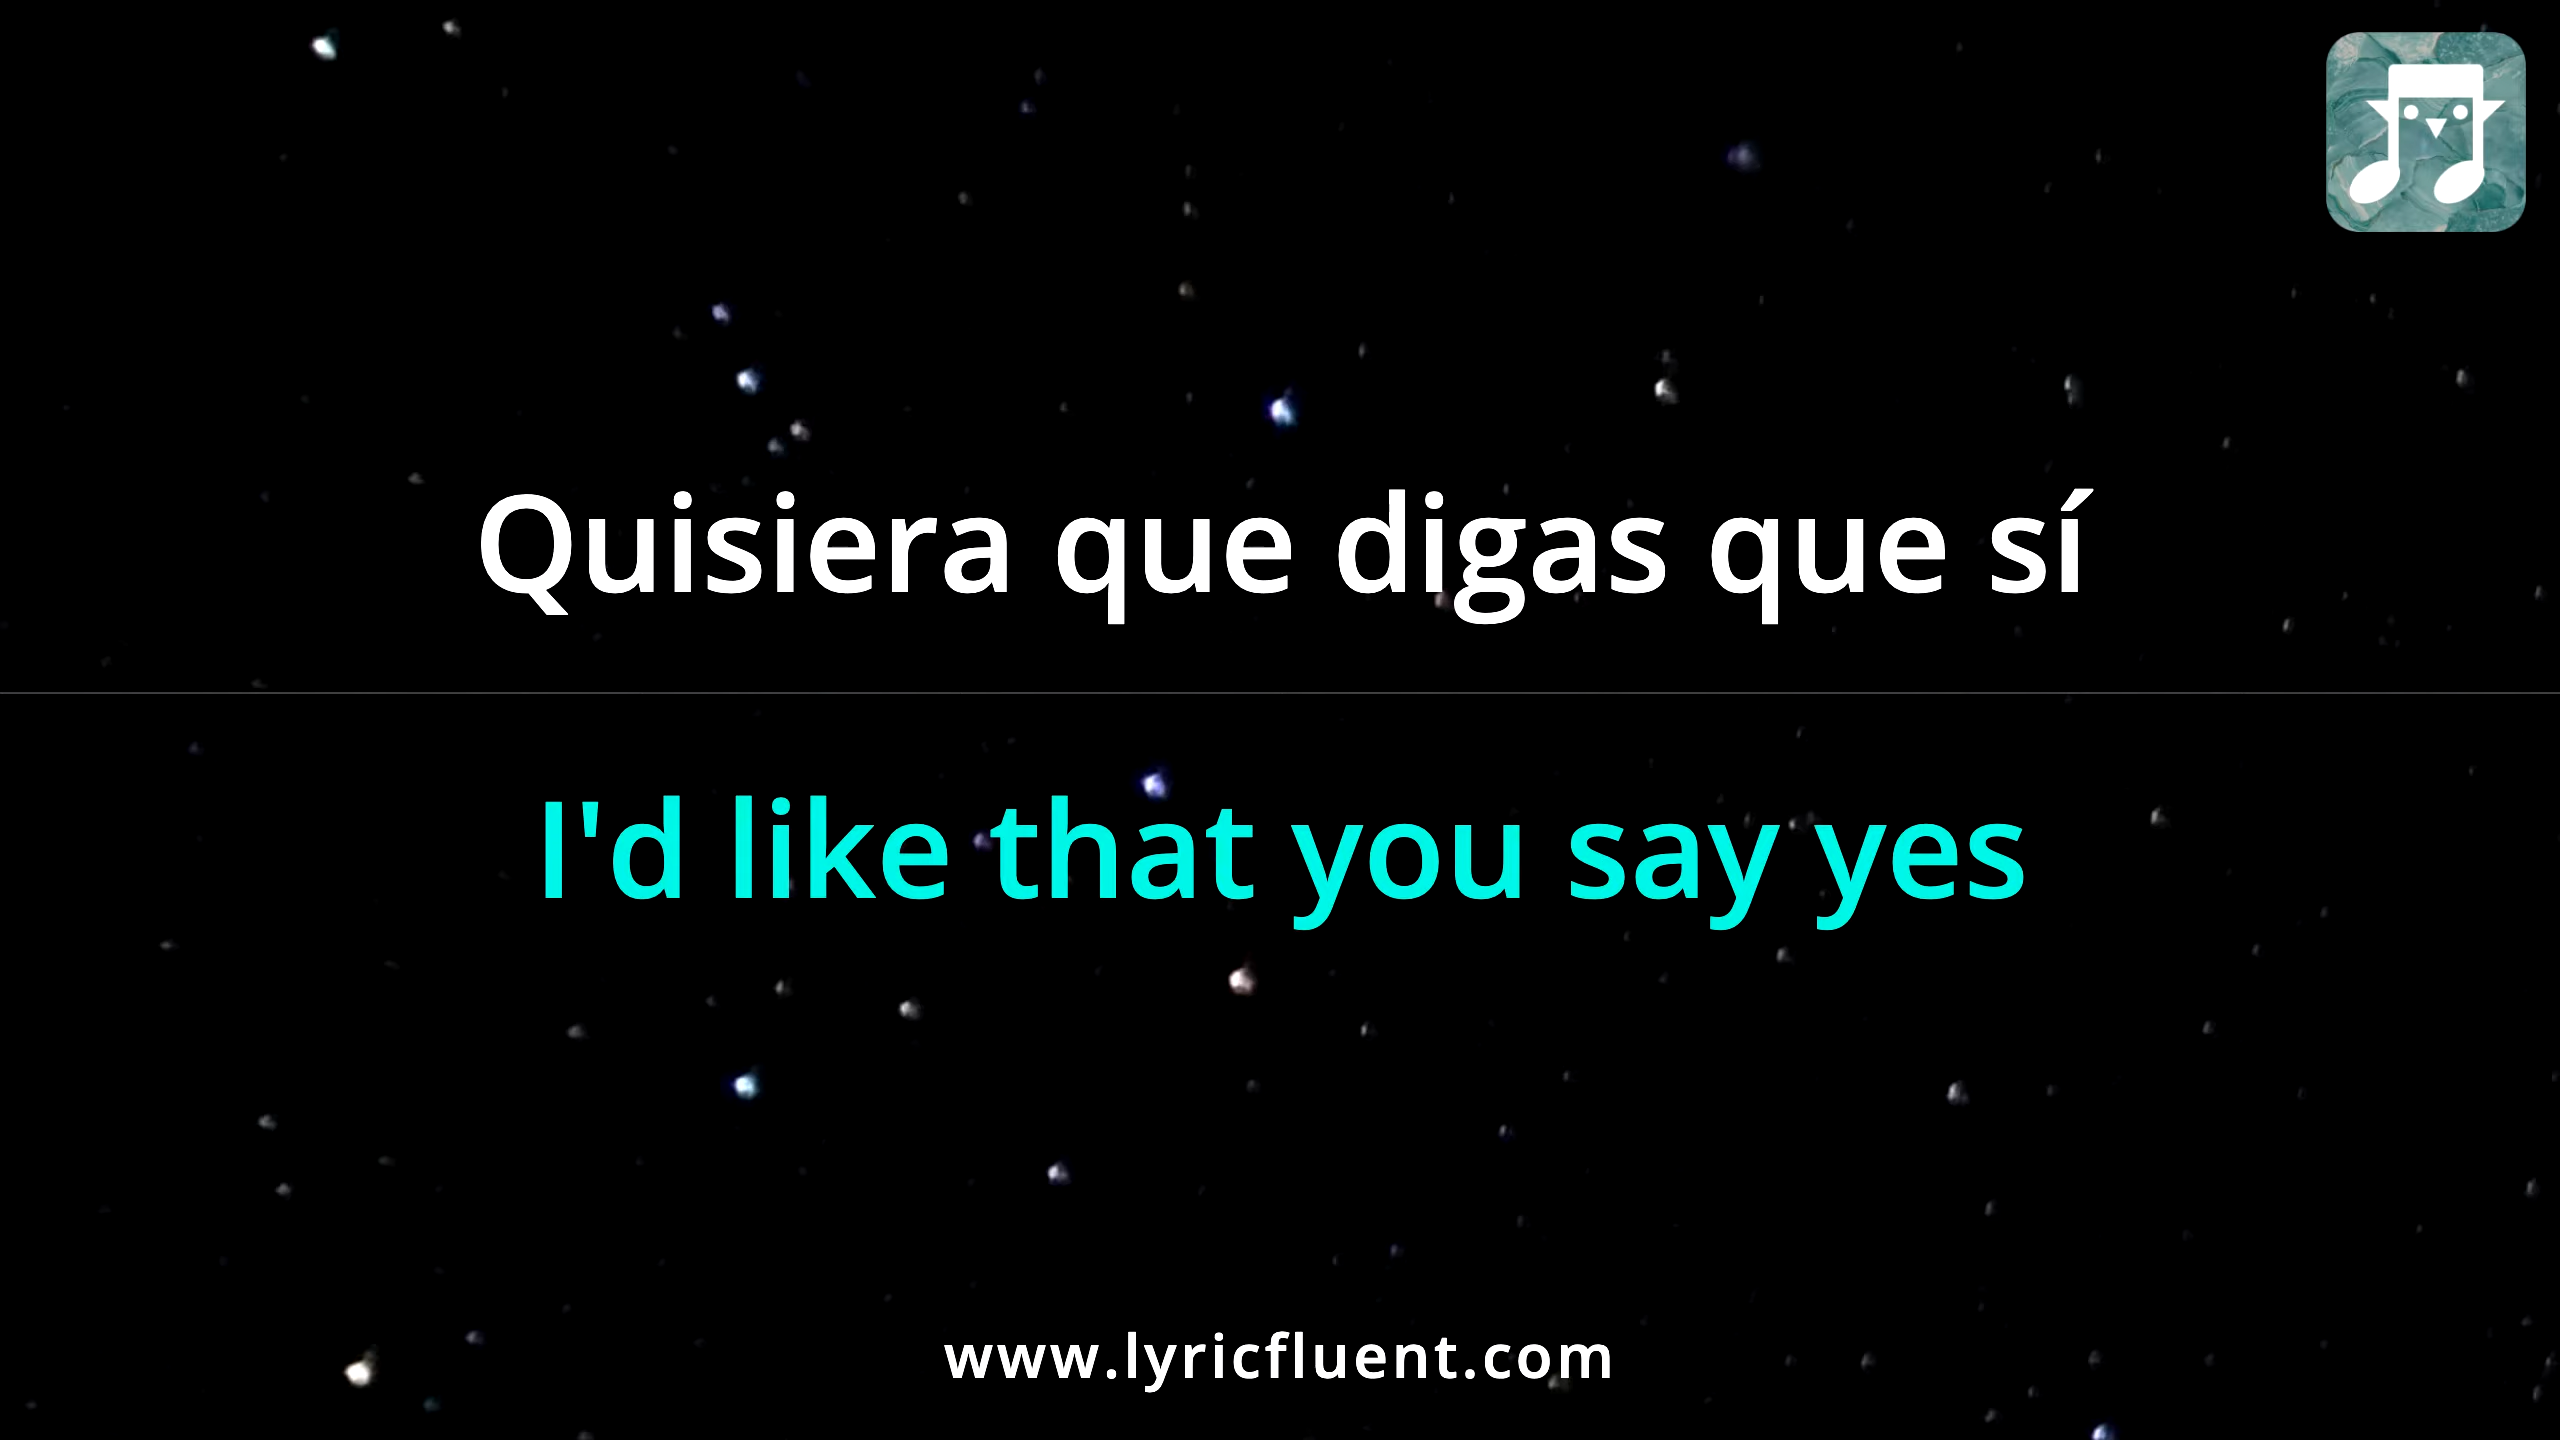 Quisiera que digas que sí
I'd like that you say yes
www.lyricfluent.com